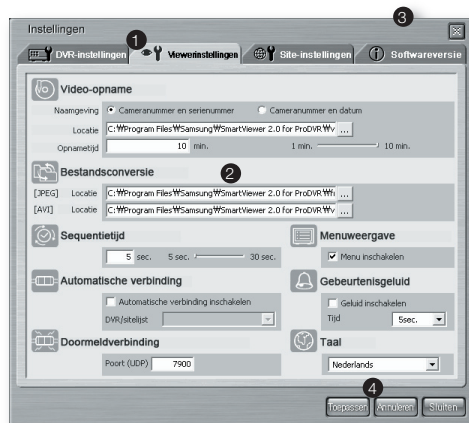 Instellingen
3
1
DVR-instellingen
Viewerinstellingen
Site-instellingen
Softwareversie
Video-opname
Naamgeving
Cameranummer en serienummer
Cameranummer en datum
Locatie
C:₩Program Files₩Samsung₩SmartViewer 2.0 for ProDVR₩v
...
Opnametijd
10 min.
1 min.
10 min.
Bestandsconversie
2
[JPEG] Locatie
C:₩Program Files₩Samsung₩SmartViewer 2.0 for ProDVR₩
...
[AVI] Locatie
C:₩Program Files₩Samsung₩SmartViewer 2.0 for ProDVR₩v
...
Sequentietijd
5 sec.
5 sec.
30 sec.
Menuweergave
Menu inschakelen
Automatische verbinding
Automatische verbinding inschakelen
DVR/sitelijst
Gebeurtenisgeluid
Geluid inschakelen
Tijd
5sec.
Doormeldverbinding
Poort (UDP)
7900
Taal
Nederlands
4
Toepassen
Annuleren
Sluiten